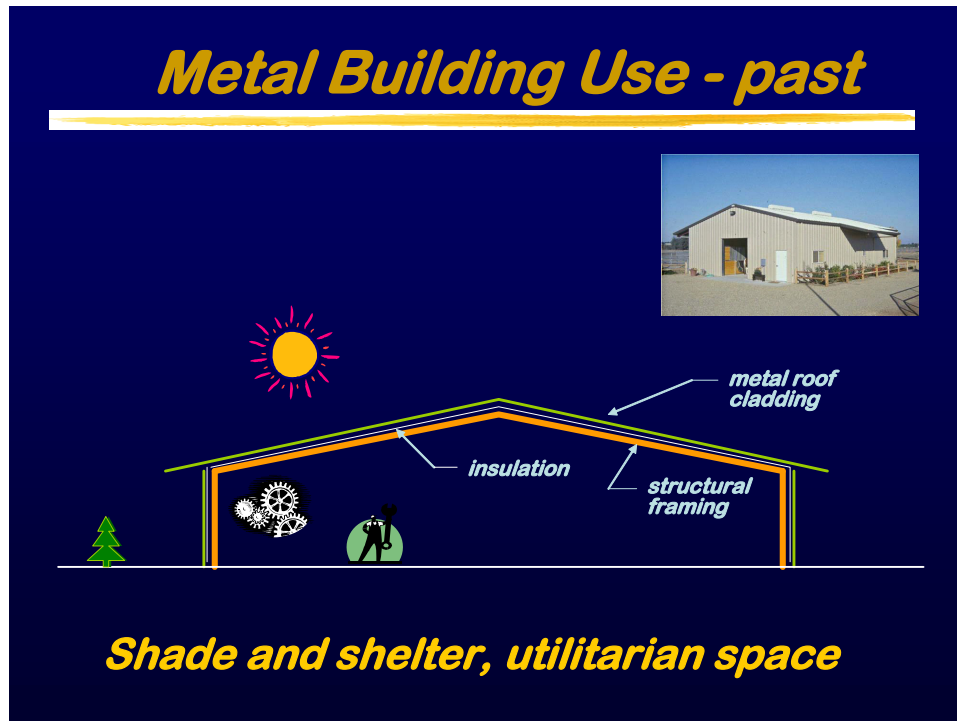 Metal Building Use - past
metal roof
cladding
insulation
structural
framing
Shade and shelter, utilitarian space